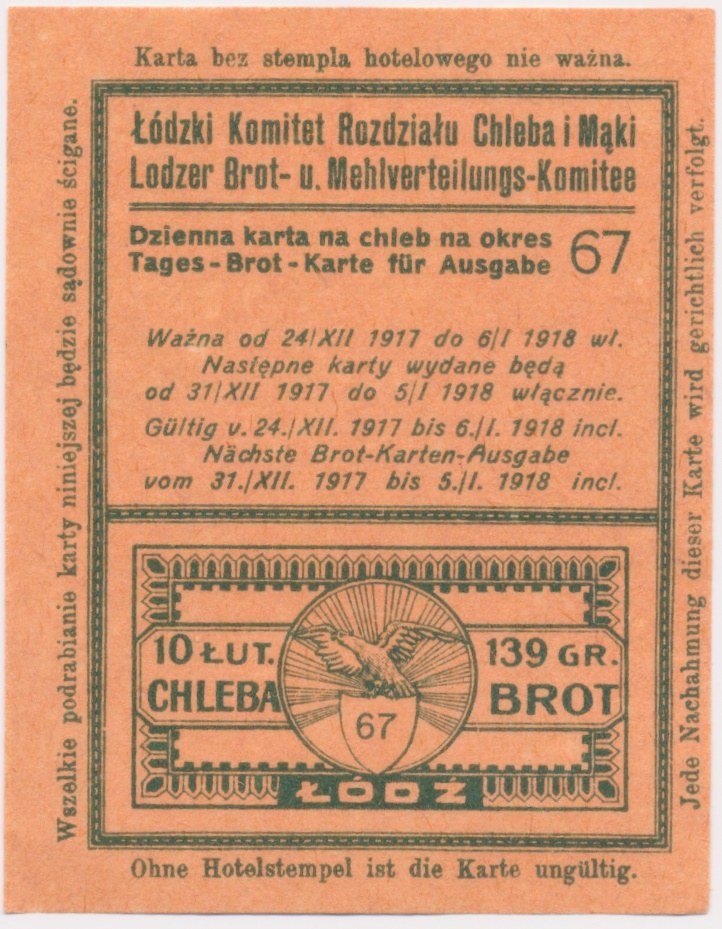 Karta bez stempla hotelowego nie ważna.
Wszelkie podrabianie karty niniejszej będzie sądownie ścigane.
Łódzki Komitet Rozdziału Chleba i Mąki
Lodzer Brot- u. Mehlverteilungs-Komitee
Dzienna karta na chleb na okres
Tages-Brot-Karte für Ausgabe
67
Ważna od 24/XII 1917 do 6/I 1918 wł.
Następne karty wydane będą
od 31/XII 1917 do 5/I 1918 włącznie.
Gültig v. 24./XII. 1917 bis 6./I. 1918 incl.
Nächste Brot-Karten-Ausgabe
vom 31./XII. 1917 bis 5./I. 1918 incl.
10 ŁUT.
CHLEBA
67
139 GR.
BROT
ŁÓDŹ
Jede Nachahmung dieser Karte wird gerichtlich verfolgt.
Ohne Hotelstempel ist die Karte ungültig.